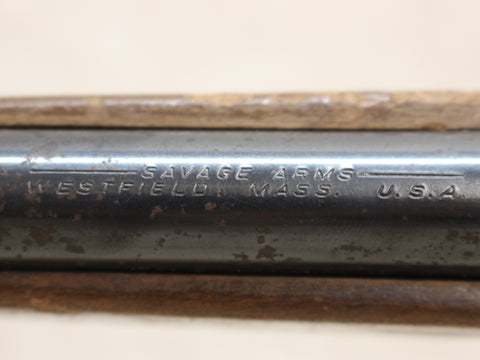 SAVAGE ARMS
WESTFIELD, MASS. U.S.A.